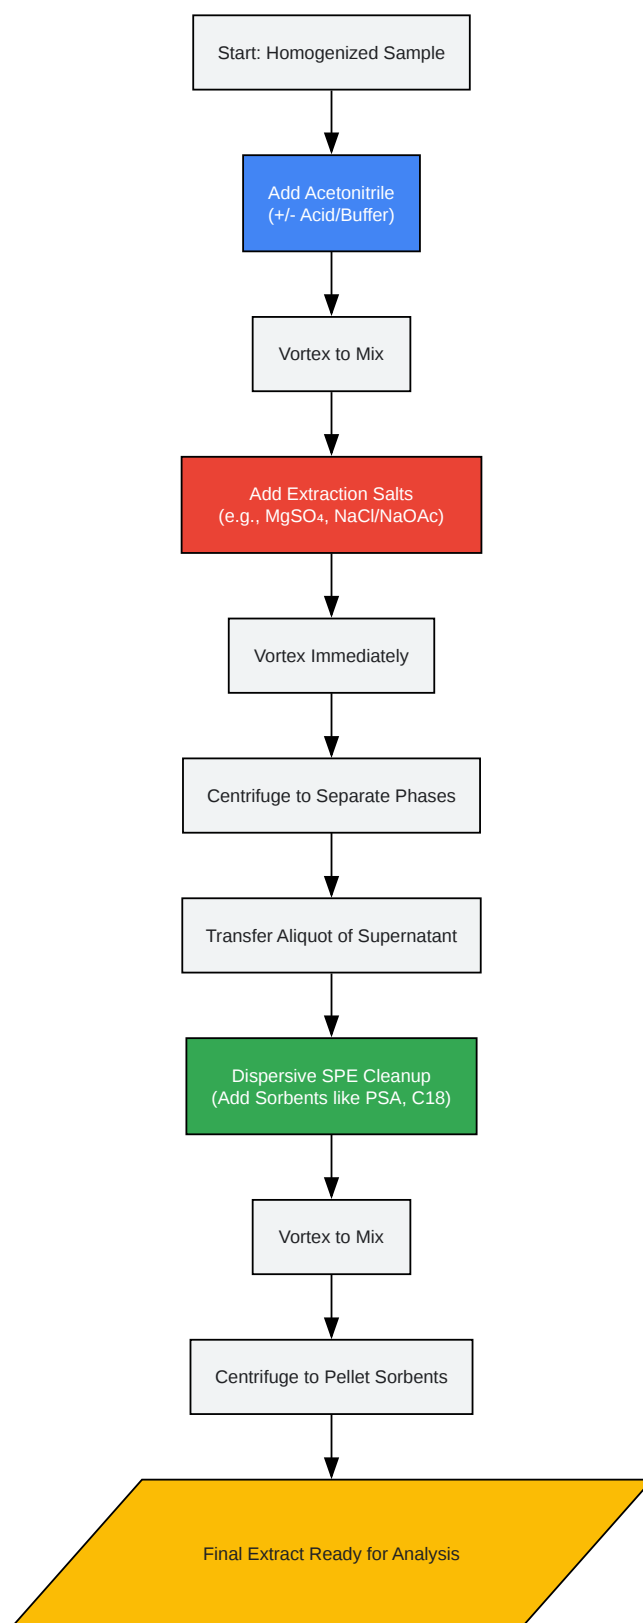 Start: Homogenized Sample
Add Acetonitrile
(+/- Acid/Buffer)
Vortex to Mix
Add Extraction Salts
(e.g., MgSO₄, NaCl/NaOAc)
Vortex Immediately
Centrifuge to Separate Phases
Transfer Aliquot of Supernatant
Dispersive SPE Cleanup
(Add Sorbents like PSA, C18)
Vortex to Mix
Centrifuge to Pellet Sorbents
Final Extract Ready for Analysis